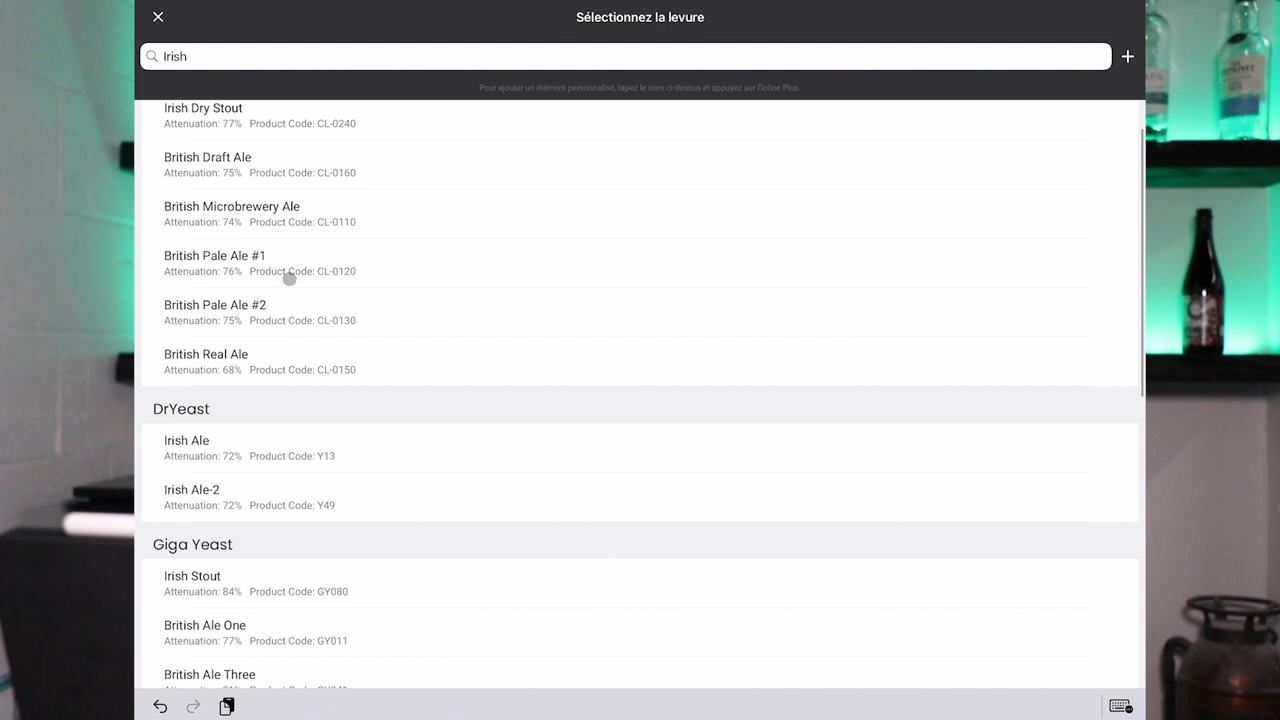 Sélectionnez la levure
Irish
Pour ajouter un élément personnalisé, tapez le nom ci-dessus et appuyez sur l'icône Plus.
Irish Dry Stout
Attenuation: 77% Product Code: CL-0240
British Draft Ale
Attenuation: 75% Product Code: CL-0160
British Microbrewery Ale
Attenuation: 74% Product Code: CL-0110
British Pale Ale #1
Attenuation: 76% Product Code: CL-0120
British Pale Ale #2
Attenuation: 75% Product Code: CL-0130
British Real Ale
Attenuation: 68% Product Code: CL-0150
DrYeast
Irish Ale
Attenuation: 72% Product Code: Y13
Irish Ale-2
Attenuation: 72% Product Code: Y49
Giga Yeast
Irish Stout
Attenuation: 84% Product Code: GY080
British Ale One
Attenuation: 77% Product Code: GY011
British Ale Three